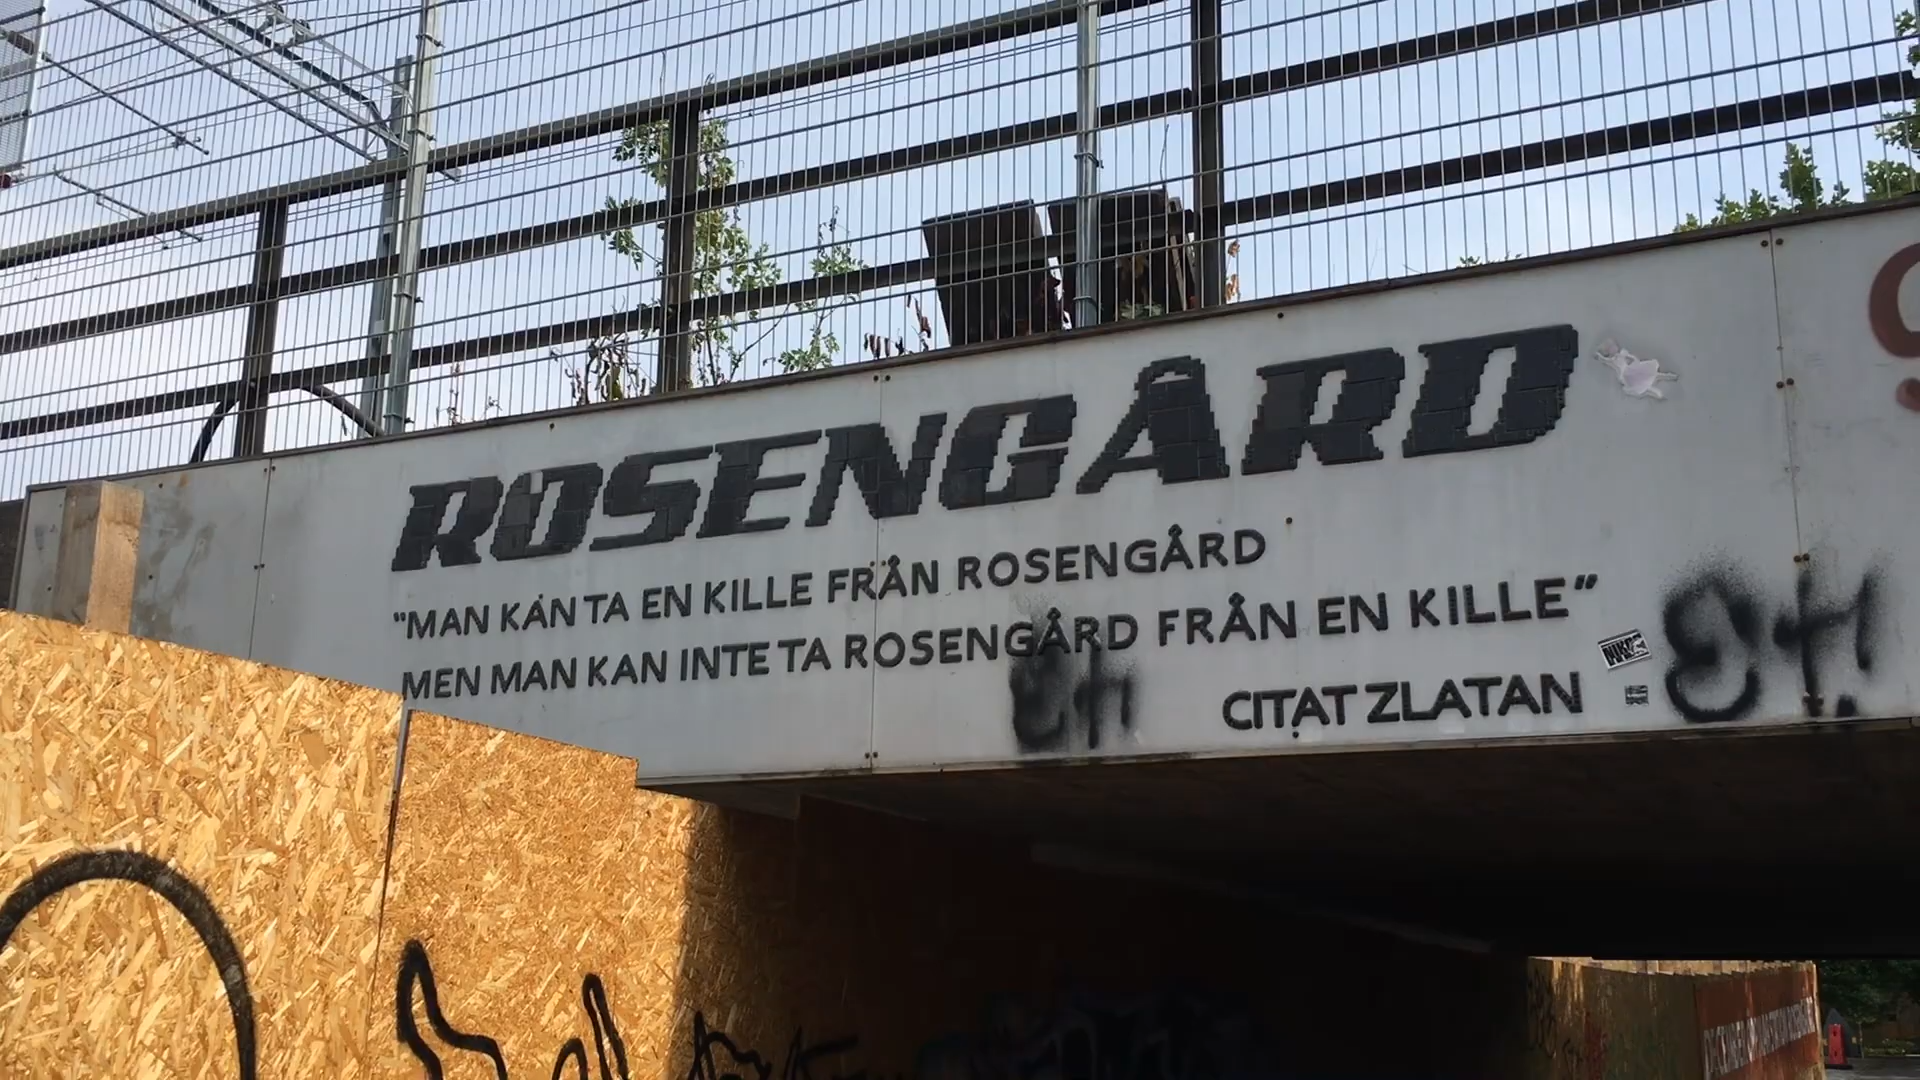 ROSENGÅRD
"MAN KAN TA EN KILLE FRÅN ROSENGÅRD
MEN MAN KAN INTE TA ROSENGÅRD FRÅN EN KILLE"
CITAT ZLATAN